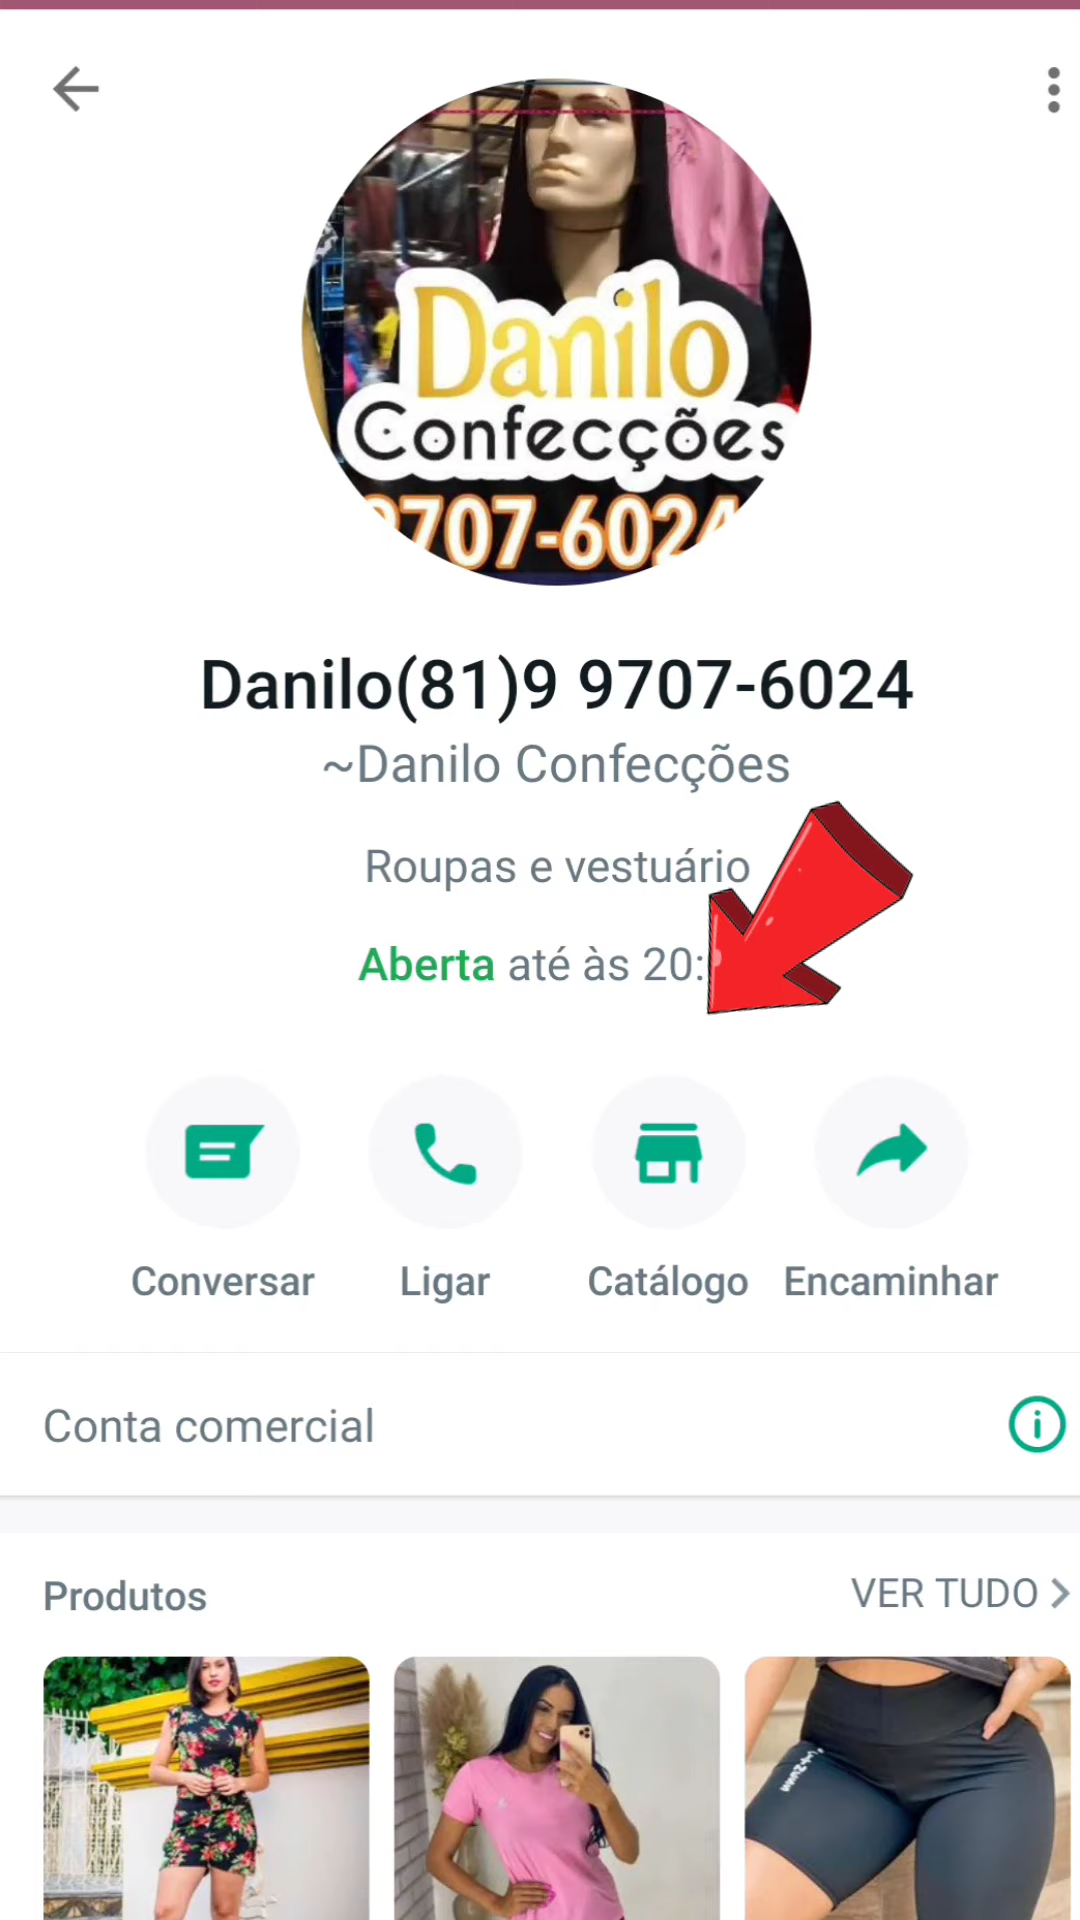 Danilo
Confecções
9707-6024
Danilo(81)9 9707-6024
~Danilo Confecções
Roupas e vestuário
Aberta até às 20:
Conversar
Ligar
Catálogo
Encaminhar
Conta comercial
Produtos
VER TUDO